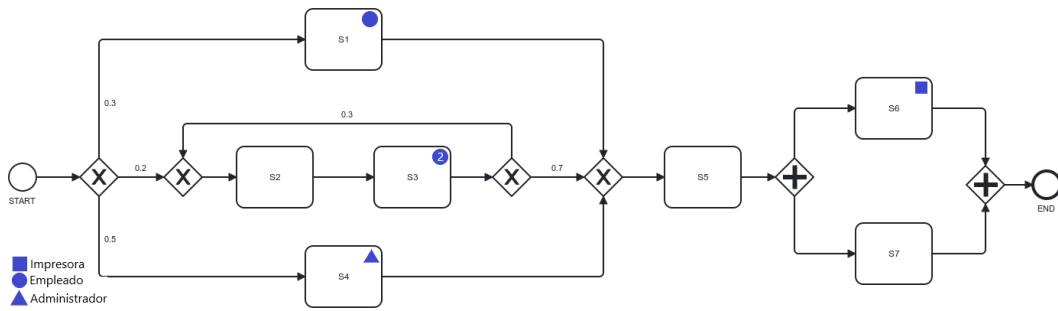 S1
0.3
0.3
S6
START
0.2
S2
S3
2
0.7
S5
END
0.5
S4
S7
Impresora
Empleado
Administrador